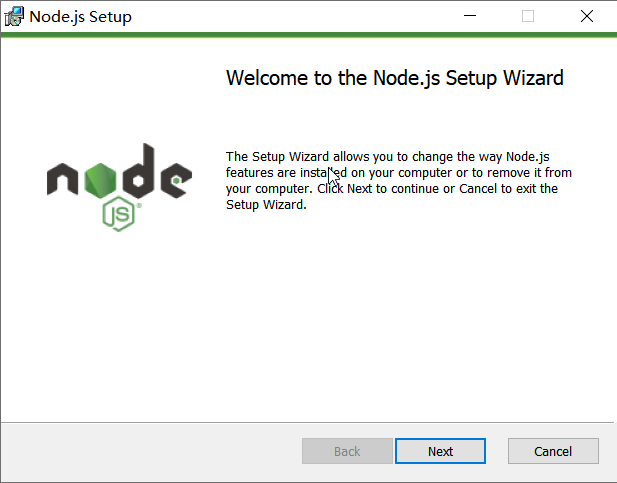 Node.js Setup
Welcome to the Node.js Setup Wizard
node
JS
The Setup Wizard allows you to change the way Node.js
features are installed on your computer or to remove it from
your computer. Click Next to continue or Cancel to exit the
Setup Wizard.
Back
Next
Cancel